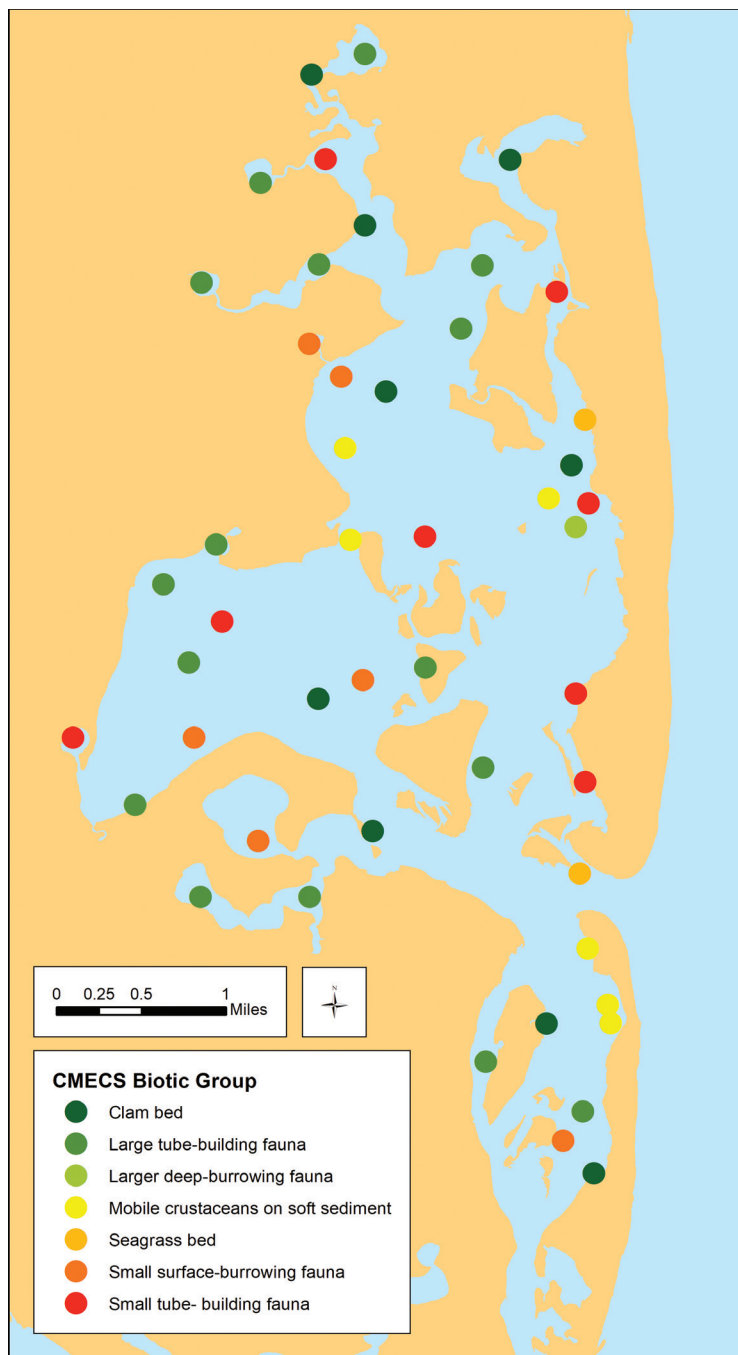 0 0.25 0.5 1
Miles
N
CMECS Biotic Group
Clam bed
Large tube-building fauna
Larger deep-burrowing fauna
Mobile crustaceans on soft sediment
Seagrass bed
Small surface-burrowing fauna
Small tube- building fauna